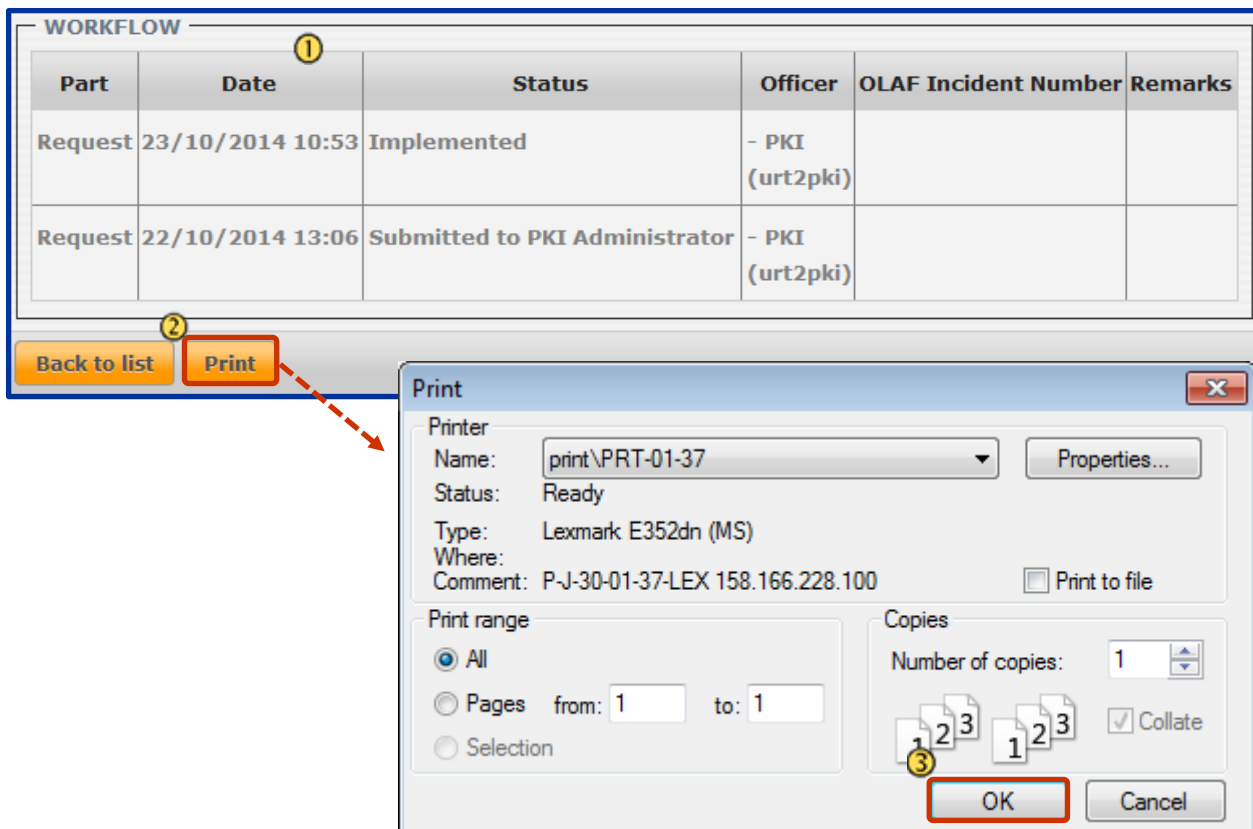 WORKFLOW
1
Part Date Status Officer OLAF Incident Number Remarks
Request 23/10/2014 10:53 Implemented - PKI
(urt2pki)
Request 22/10/2014 13:06 Submitted to PKI Administrator - PKI
(urt2pki)
2
Back to list Print
Print
Printer
Name: print\PRT-01-37 Properties...
Status: Ready
Type: Lexmark E352dn (MS)
Where:
Comment: P-J-30-01-37-LEX 158.166.228.100 Print to file
Print range Copies
All Number of copies: 1
Pages from: 1 to: 1
1 2 3 1 2 3 Collate
Selection
3
OK Cancel